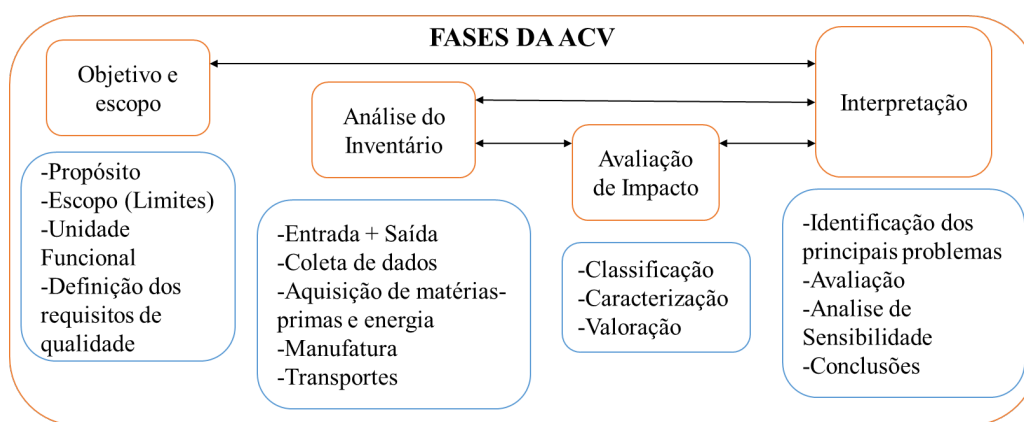 FASES DA ACV
Objetivo e
escopo
-Propósito
-Escopo (Limites)
-Unidade
Funcional
-Definição dos
requisitos de
qualidade
Análise do
Inventário
-Entrada + Saída
-Coleta de dados
-Aquisição de matérias-
primas e energia
-Manufatura
-Transportes
Avaliação
de Impacto
-Classificação
-Caracterização
-Valoração
Interpretação
-Identificação dos
principais problemas
-Avaliação
-Analise de
Sensibilidade
-Conclusões